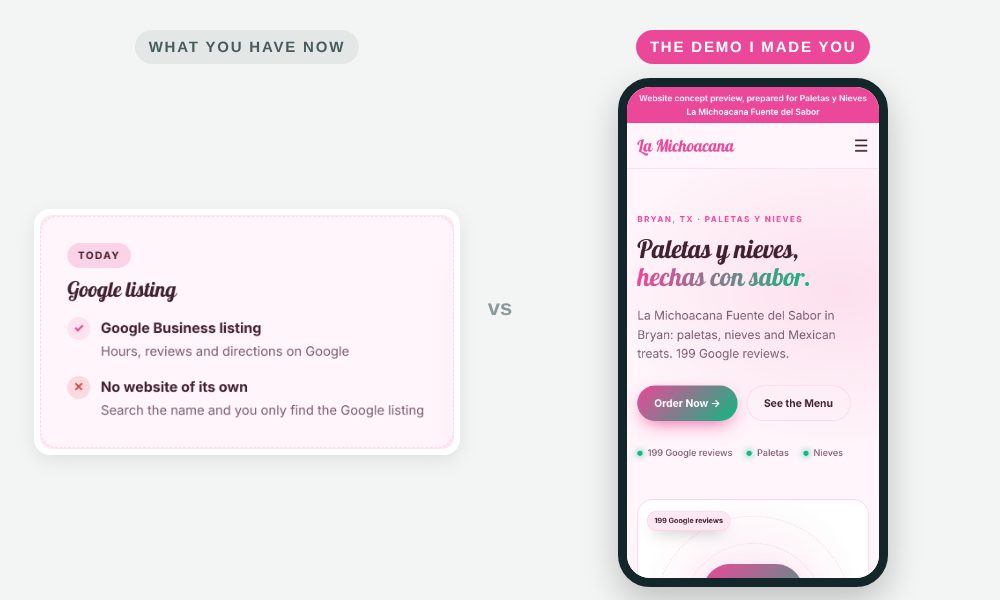 WHAT YOU HAVE NOW
TODAY
Google listing
Google Business listing
Hours, reviews and directions on Google
No website of its own
Search the name and you only find the Google listing
vs
THE DEMO I MADE YOU
Website concept preview, prepared for Paletas y Nieves
La Michoacana Fuente del Sabor
La Michoacana
BRYAN, TX · PALETAS Y NIEVES
Paletas y nieves,
hechas con sabor.
La Michoacana Fuente del Sabor in
Bryan: paletas, nieves and Mexican
treats. 199 Google reviews.
Order Now →
See the Menu
199 Google reviews
Paletas
Nieves
199 Google reviews